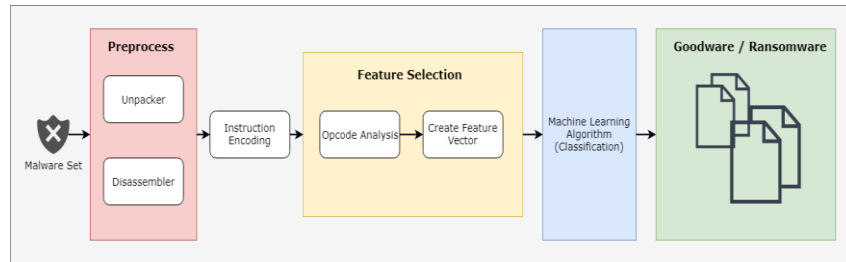 Preprocess
Unpacker
Disassembler
Malware Set
Instruction
Encoding
Feature Selection
Opcode Analysis
Create Feature
Vector
Machine Learning
Algorithm
(Classification)
Goodware / Ransomware